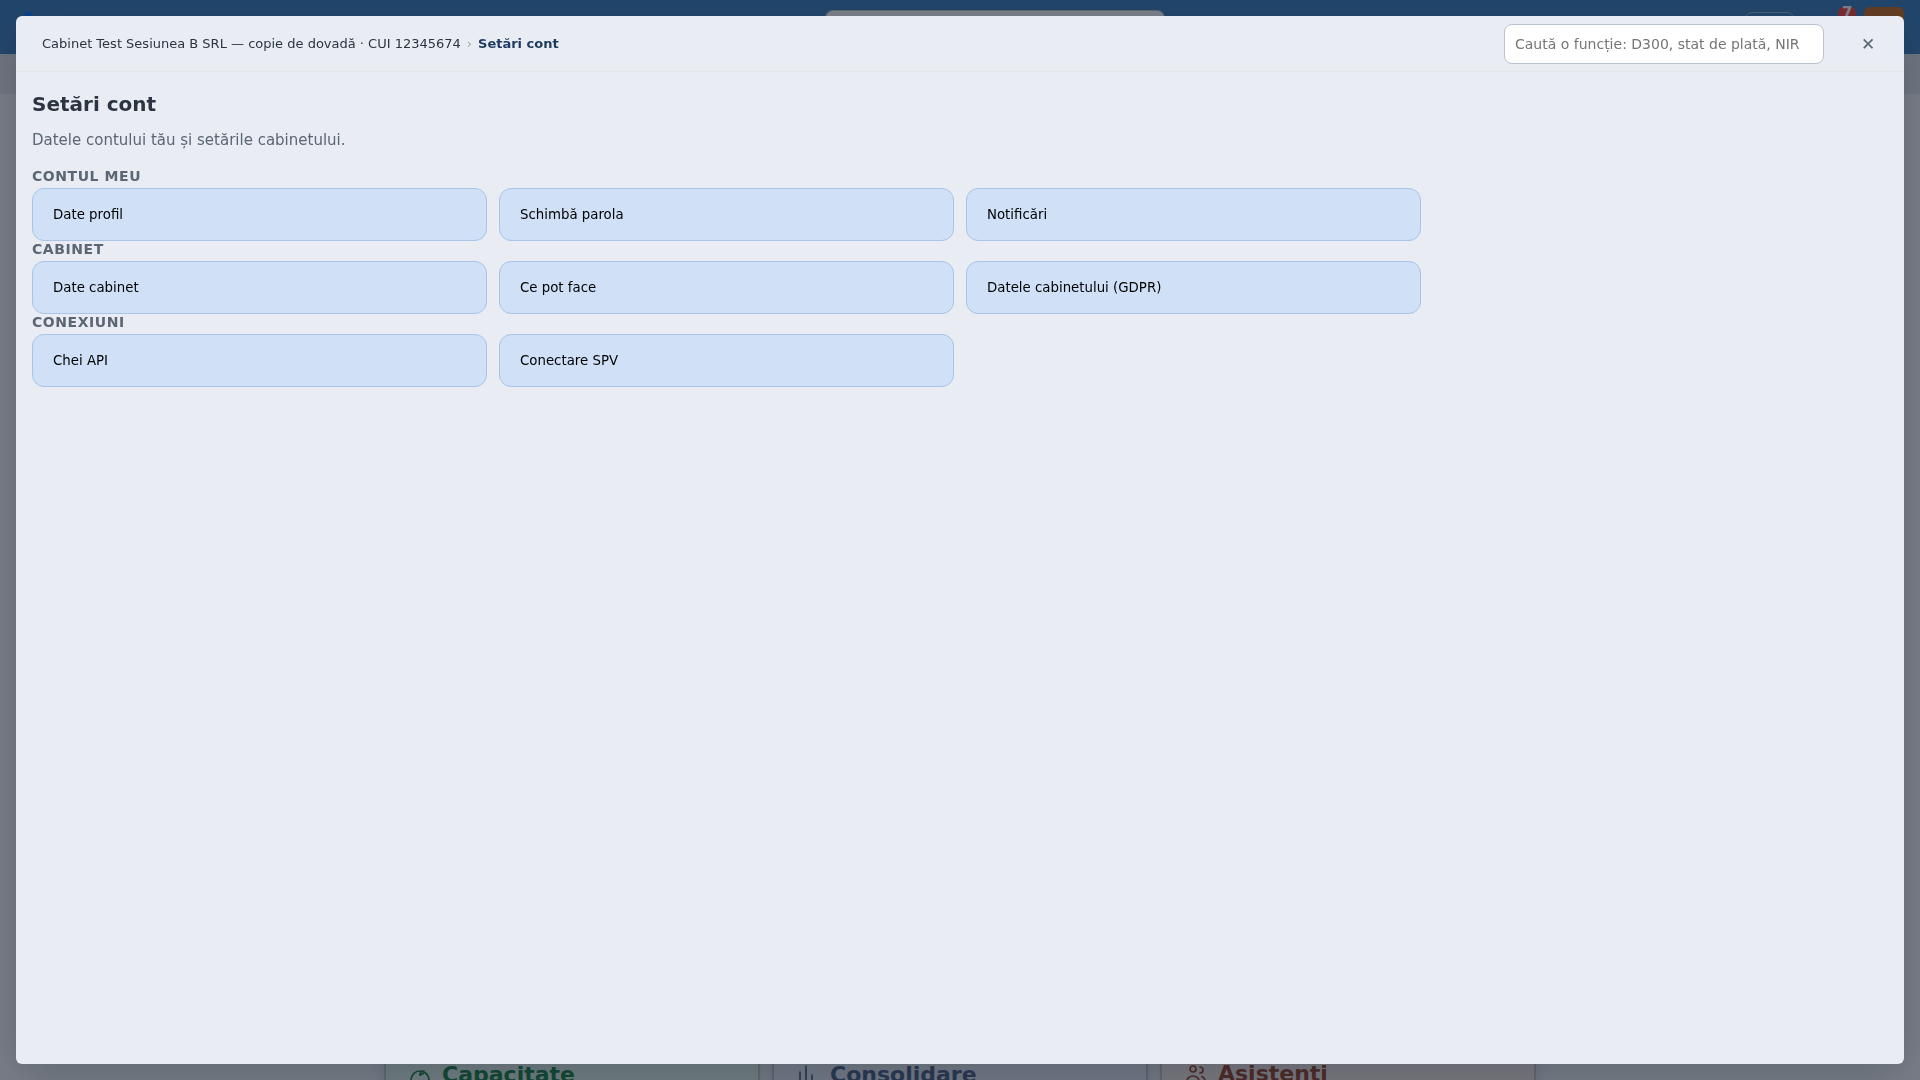 7
Cabinet Test Sesiunea B SRL — copie de dovadă · CUI 12345674 › Setări cont
Caută o funcție: D300, stat de plată, NIR
✕
Setări cont
Datele contului tău și setările cabinetului.
CONTUL MEU
Date profil
Schimbă parola
Notificări
CABINET
Date cabinet
Ce pot face
Datele cabinetului (GDPR)
CONEXIUNI
Chei API
Conectare SPV
Capacitate
Consolidare
Asistenți